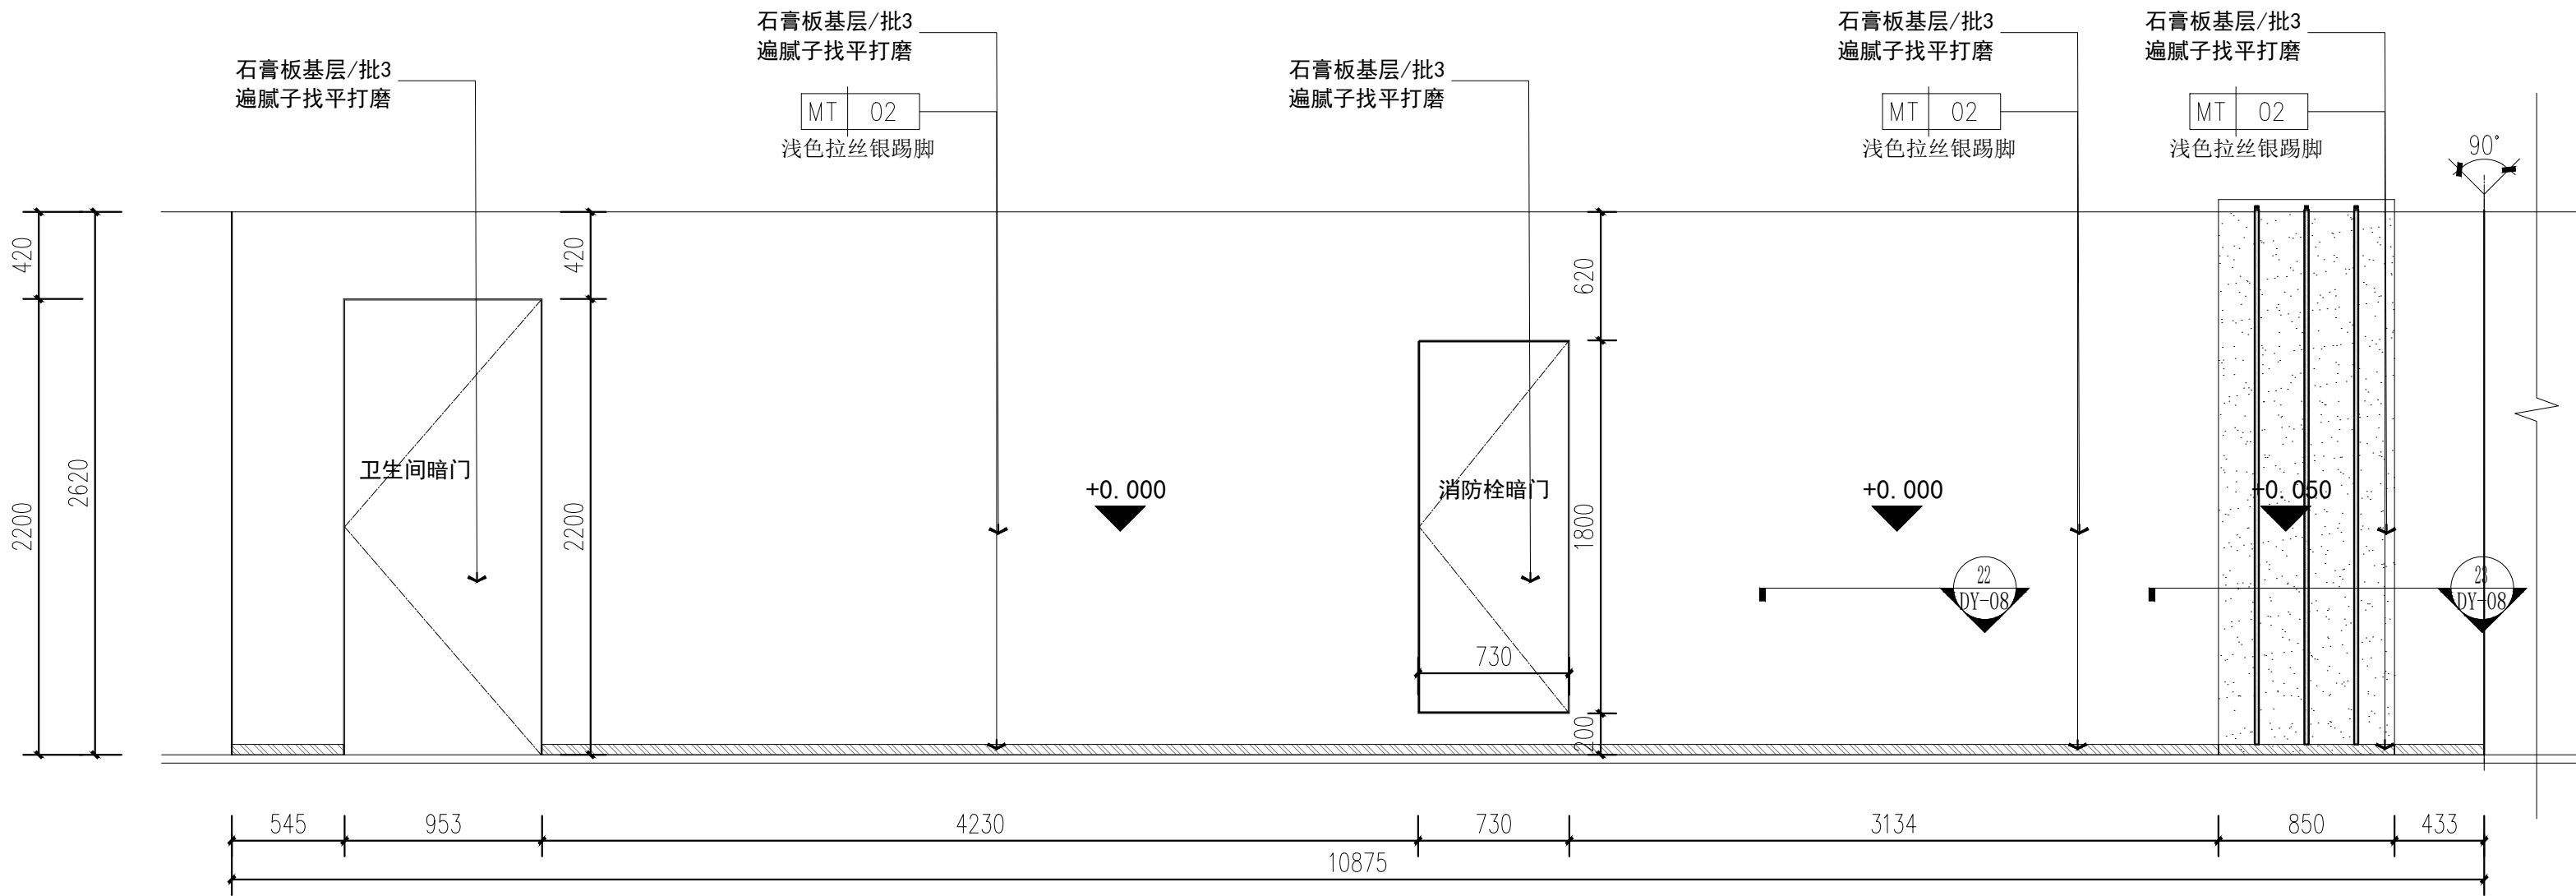 石膏板基层/批3
遍腻子找平打磨
石膏板基层/批3
遍腻子找平打磨
MT 02
浅色拉丝银踢脚
石膏板基层/批3
遍腻子找平打磨
石膏板基层/批3
遍腻子找平打磨
MT 02
浅色拉丝银踢脚
石膏板基层/批3
遍腻子找平打磨
MT 02
浅色拉丝银踢脚
90°
420
2200
2620
420
2200
620
1800
200
卫生间暗门
+0.000
消防栓暗门
+0.000
+0.050
22
DY-08
23
DY-08
730
545
953
4230
730
3134
850
433
10875